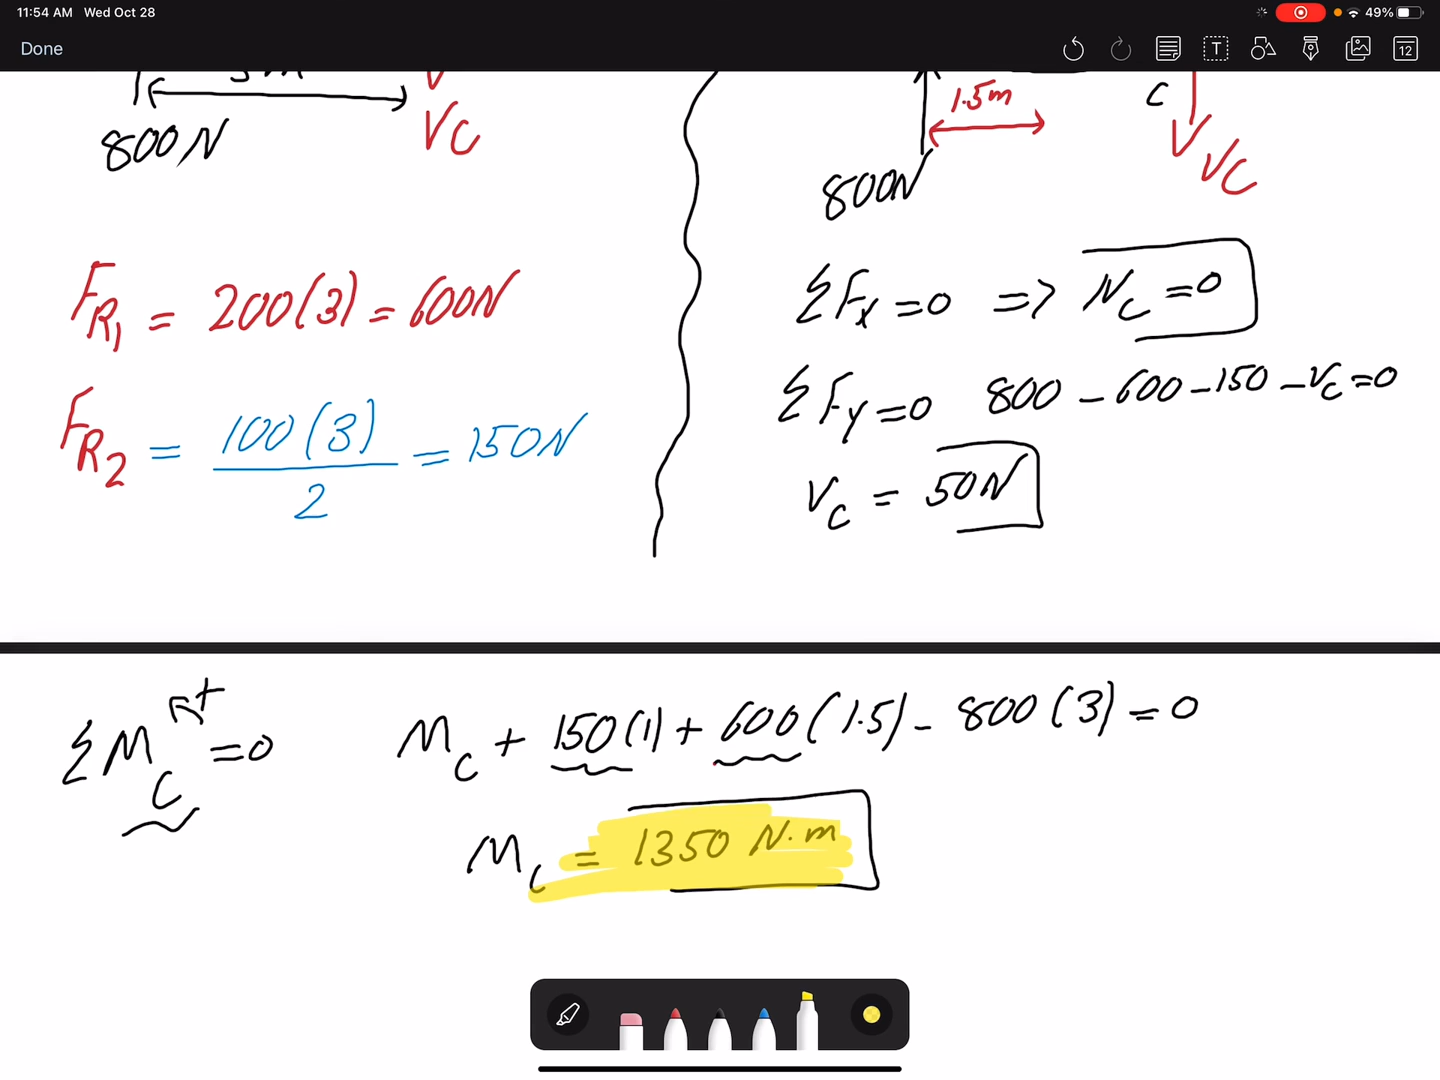 11:54 AM Wed Oct 28
49%
Done
T
12
800N
VC
1.5m
C
VC
800N
FR1 = 200(3) = 600N
FR2 = 100(3)/2 = 150N
ΣFx = 0 => NC = 0
ΣFy = 0 800 - 600 - 150 - VC = 0
VC = 50N
ΣMC = 0 + MC + 150(1) + 600(1.5) - 800(3) = 0
MC = 1350 N·m